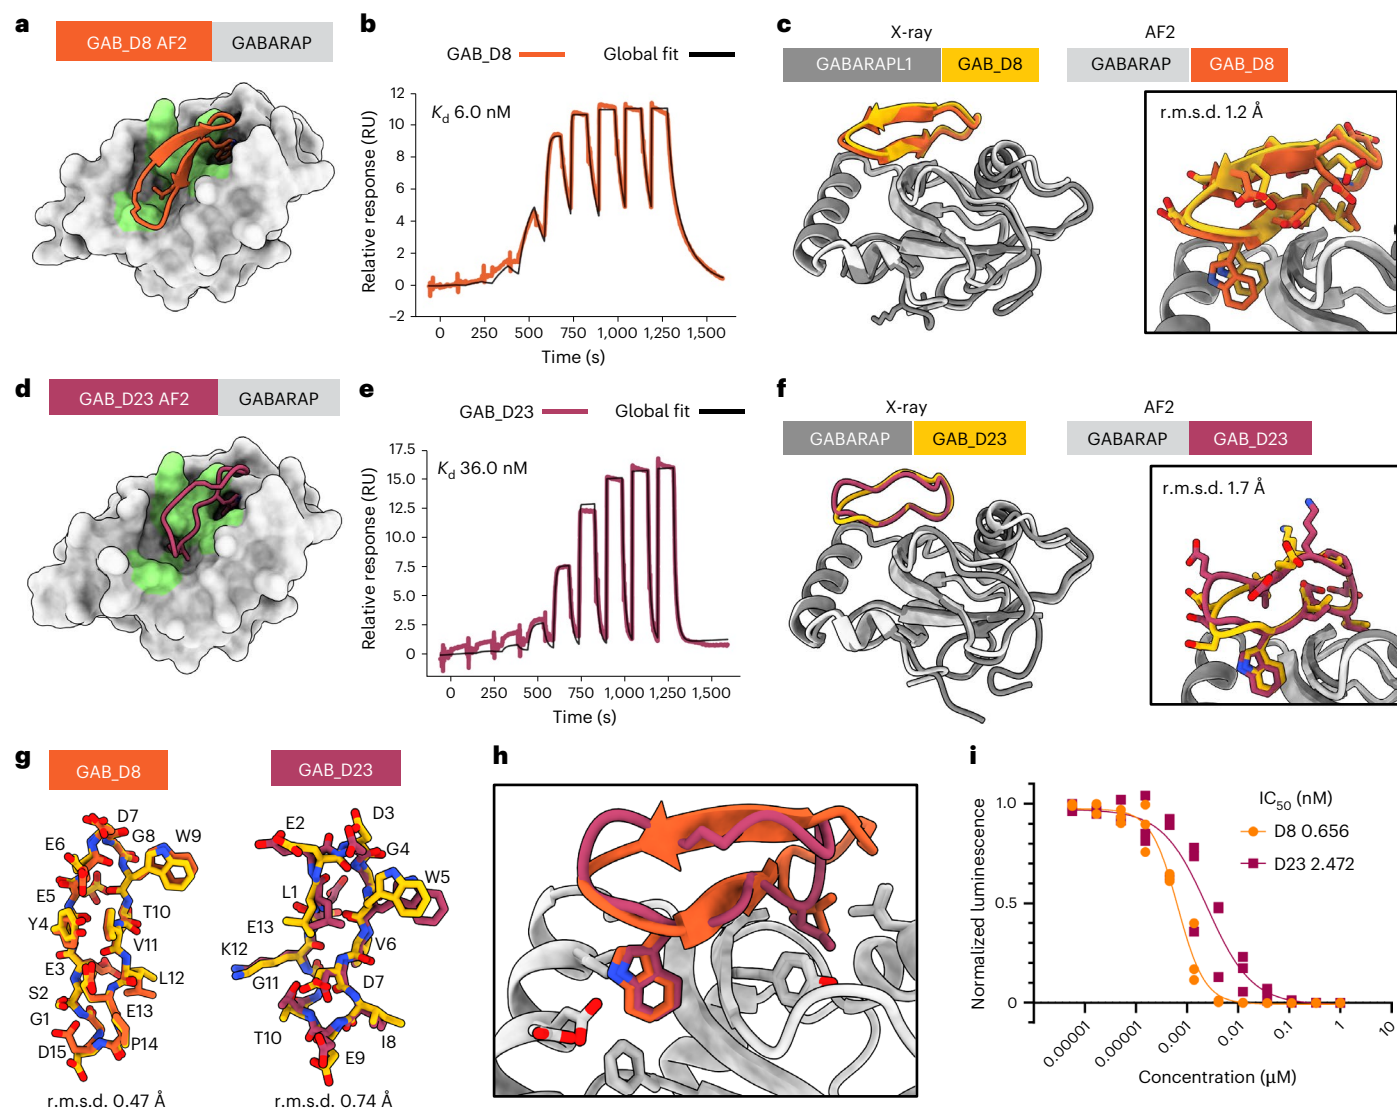 a
GAB_D8 AF2 GABARAP
b
GAB_D8 Global fit
K_d 6.0 nM
Relative response (RU)
12
10
8
6
4
2
0
−2
0 250 500 750 1,000 1,250 1,500
Time (s)
c
X-ray AF2
GABARAPL1 GAB_D8 GABARAP GAB_D8
r.m.s.d. 1.2 Å
d
GAB_D23 AF2 GABARAP
e
GAB_D23 Global fit
K_d 36.0 nM
Relative response (RU)
17.5
15.0
12.5
10.0
7.5
5.0
2.5
0
0 250 500 750 1,000 1,250 1,500
Time (s)
f
X-ray AF2
GABARAP GAB_D23 GABARAP GAB_D23
r.m.s.d. 1.7 Å
g
GAB_D8
D7
G8
W9
E6
E5
T10
Y4
V11
E3
L12
S2
E13
G1
P14
D15
r.m.s.d. 0.47 Å
GAB_D23
D3
E2
G4
W5
L1
E13
V6
K12
G11
D7
T10
I8
E9
r.m.s.d. 0.74 Å
h
i
Normalized luminescence
1.0
0.5
0
IC50 (nM)
D8 0.656
D23 2.472
0.00001 0.00001 0.001 0.01 0.1 1 10
Concentration (µM)